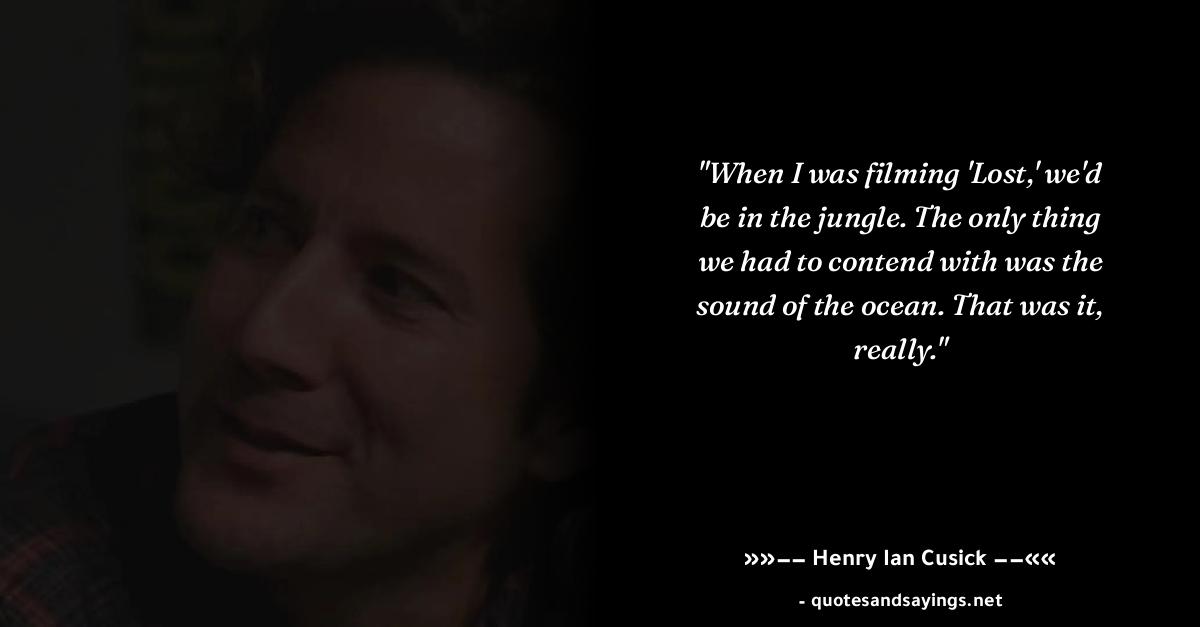 "When I was filming 'Lost,' we'd
be in the jungle. The only thing
we had to contend with was the
sound of the ocean. That was it,
really."
»»−− Henry Ian Cusick −−««
- quotesandsayings.net